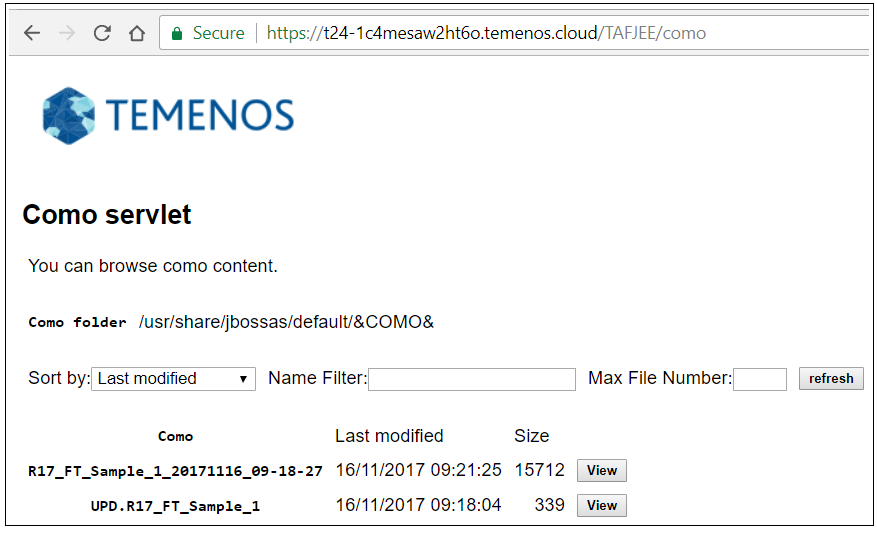 Secure https://t24-1c4mesaw2ht6o.temenos.cloud/TAFJEE/como
TEMENOS
Como servlet
You can browse como content.
Como folder /usr/share/jbossas/default/&COMO&
Sort by: Last modified Name Filter: Max File Number: refresh
Como Last modified Size
R17_FT_Sample_1_20171116_09-18-27 16/11/2017 09:21:25 15712 View
UPD.R17_FT_Sample_1 16/11/2017 09:18:04 339 View